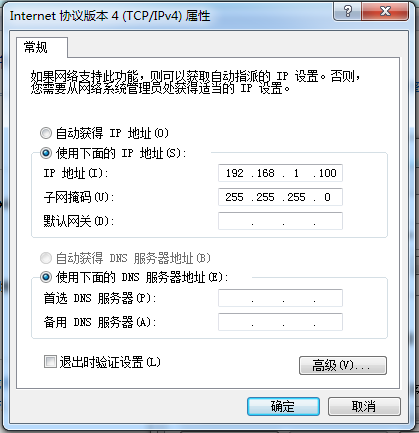 Internet 协议版本 4 (TCP/IPv4) 属性
常规
如果网络支持此功能，则可以获取自动指派的 IP 设置。否则，
您需要从网络系统管理员处获得适当的 IP 设置。
自动获得 IP 地址(O)
使用下面的 IP 地址(S):
IP 地址(I): 192 .168 . 1 .100
子网掩码(U): 255 .255 .255 . 0
默认网关(D): . . .
自动获得 DNS 服务器地址(B)
使用下面的 DNS 服务器地址(E):
首选 DNS 服务器(P): . . .
备用 DNS 服务器(A): . . .
退出时验证设置(L)
高级(V)...
确定
取消